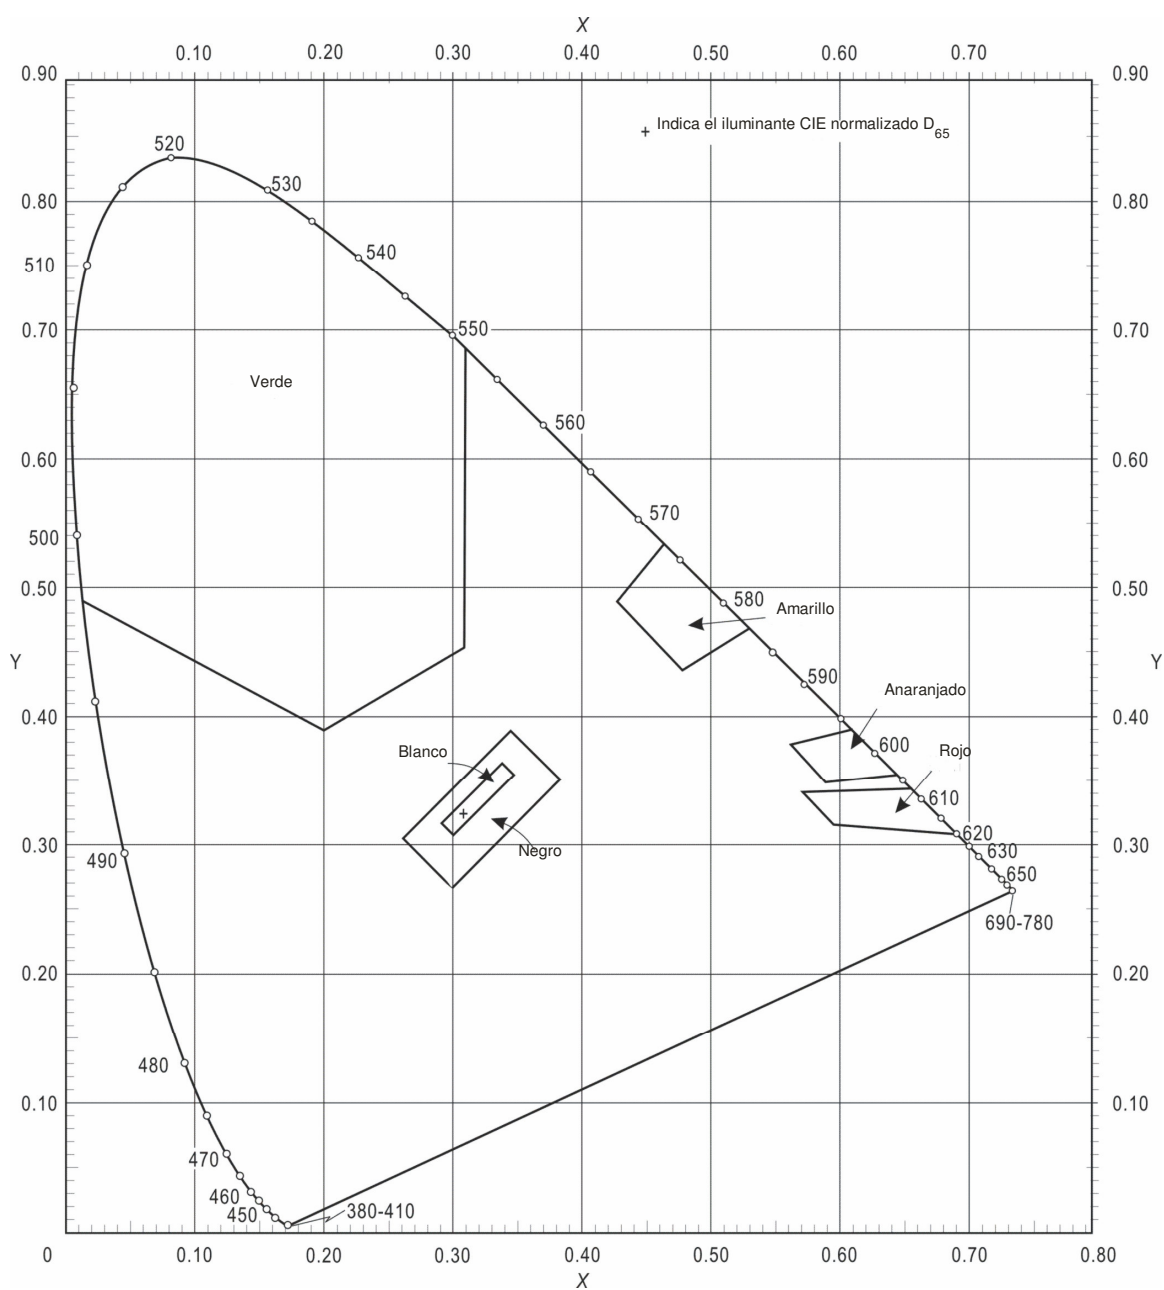 X
0.10 0.20 0.30 0.40 0.50 0.60 0.70
0.90 0.90
Indica el iluminante CIE normalizado D65
520
530
0.80 0.80
540
510
0.70 550 0.70
Verde
560
0.60 0.60
570
500
0.50 0.50
580
Amarillo
Y Y
590
Anaranjado
0.40 0.40
600
Blanco Rojo
610
620
0.30 0.30
Negro 630
490
650
690-780
0.20 0.20
480
0.10 0.10
470
460
450 380-410
0 0.10 0.20 0.30 0.40 0.50 0.60 0.70 0.80
X